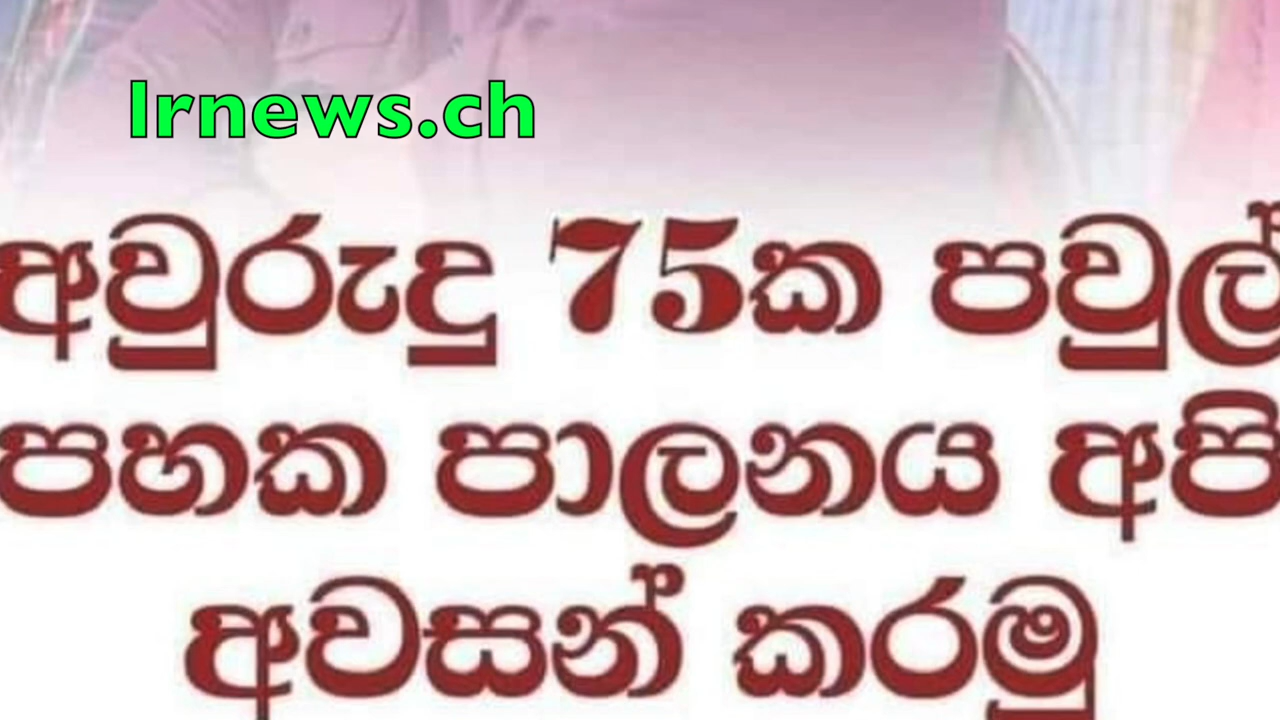 lrnews.ch
අවුරුදු 75ක පවුල්
පහක පාලනය අපි
අවසන් කරමු